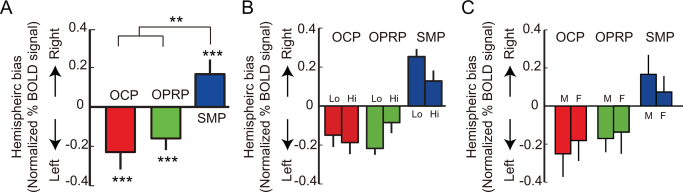 A
Hemispheirc bias
(Normalized % BOLD signal)
Left
Right
0.4
0.2
0
-0.2
-0.4
**
***
OCP
OPRP
SMP
***
***
B
Hemispheirc bias
(Normalized % BOLD signal)
Left
Right
0.4
0.2
0
-0.2
-0.4
OCP
OPRP
SMP
Lo
Hi
Lo
Hi
Lo
Hi
C
Hemispheirc bias
(Normalized % BOLD signal)
Left
Right
0.4
0.2
0
-0.2
-0.4
OCP
OPRP
SMP
M
F
M
F
M
F